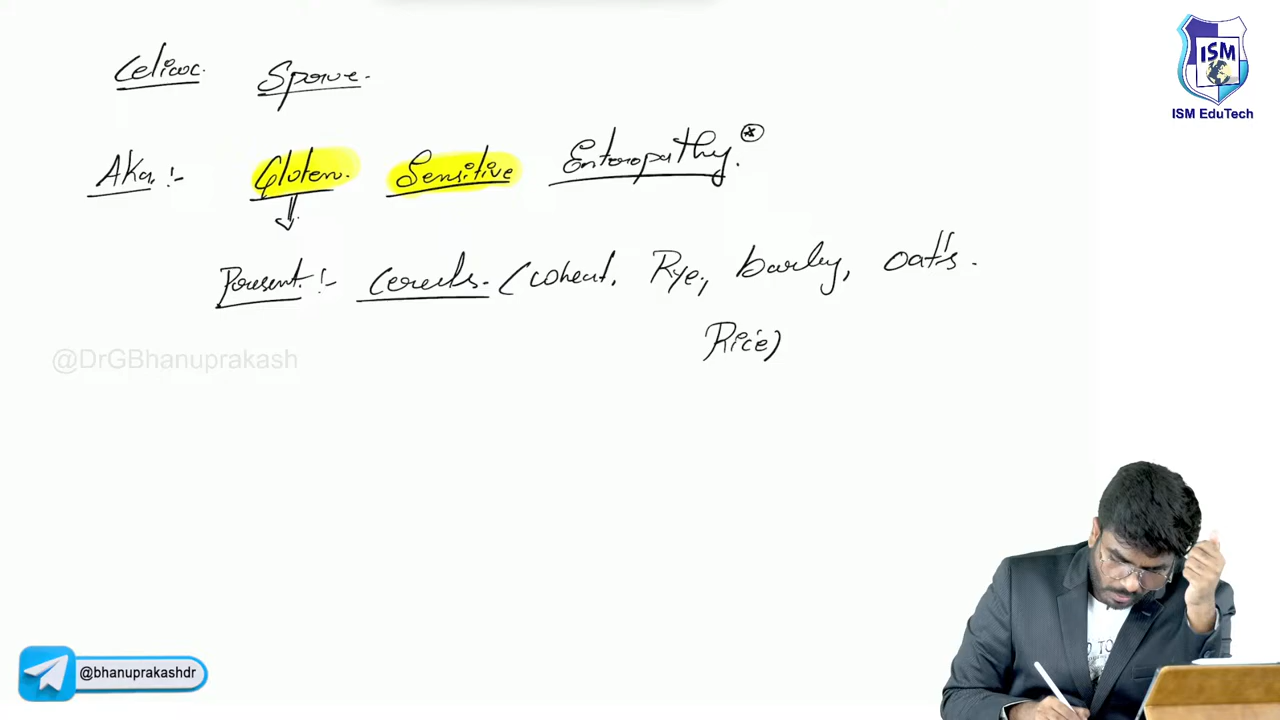 Celiac Sprue.
ISM
ISM EduTech
Aka :- Gluten. Sensitive Enteropathy.
Present :- Cereals. (wheat, Rye, barley, oats.
Rice)
@DrGBhanuprakash
@bhanuprakashdr